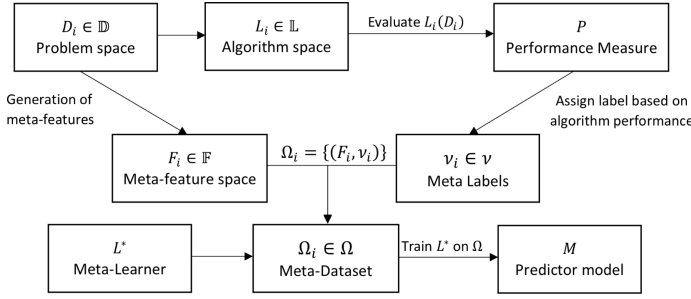 D_i ∈ 𝔻
Problem space
L_i ∈ 𝕃
Algorithm space
Evaluate L_i(D_i)
P
Performance Measure
Generation of
meta-features
Assign label based on
algorithm performance
F_i ∈ 𝔽
Meta-feature space
Ω_i = {(F_i, ν_i)}
ν_i ∈ ν
Meta Labels
L*
Meta-Learner
Ω_i ∈ Ω
Meta-Dataset
Train L* on Ω
M
Predictor model